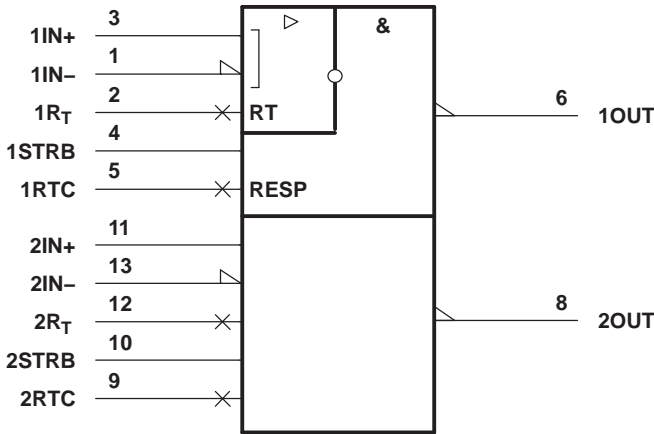 3
1IN+
&
1
1IN–
2
1RT
RT
6
1OUT
4
1STRB
5
1RTC
RESP
11
2IN+
13
2IN–
12
2RT
8
2OUT
10
2STRB
9
2RTC